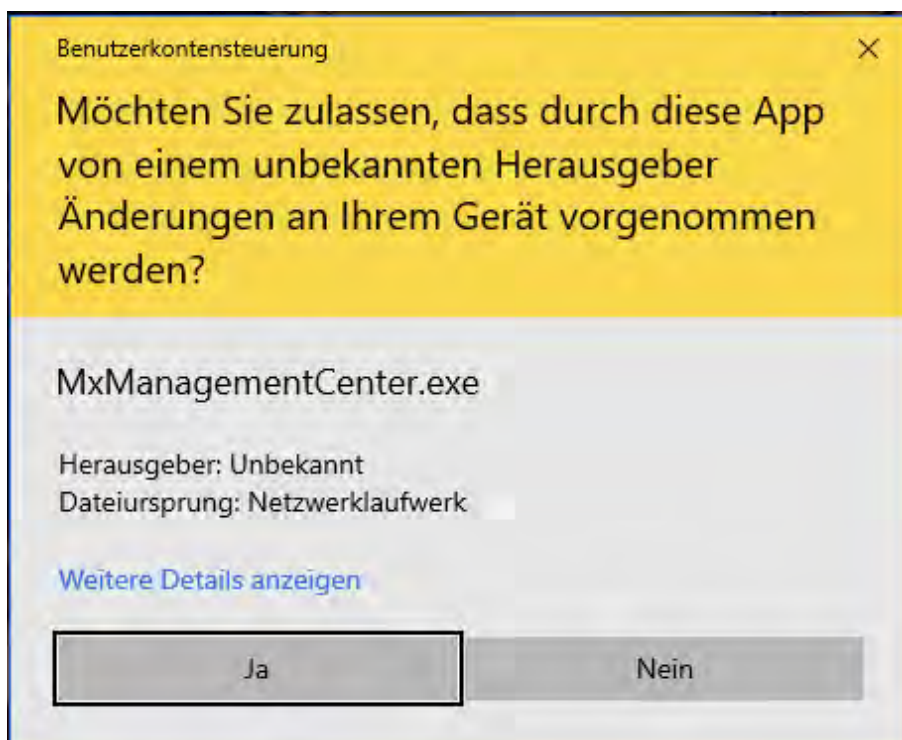 Benutzerkontensteuerung
Möchten Sie zulassen, dass durch diese App
von einem unbekannten Herausgeber
Änderungen an Ihrem Gerät vorgenommen
werden?
MxManagementCenter.exe
Herausgeber: Unbekannt
Dateiursprung: Netzwerklaufwerk
Weitere Details anzeigen
Ja
Nein